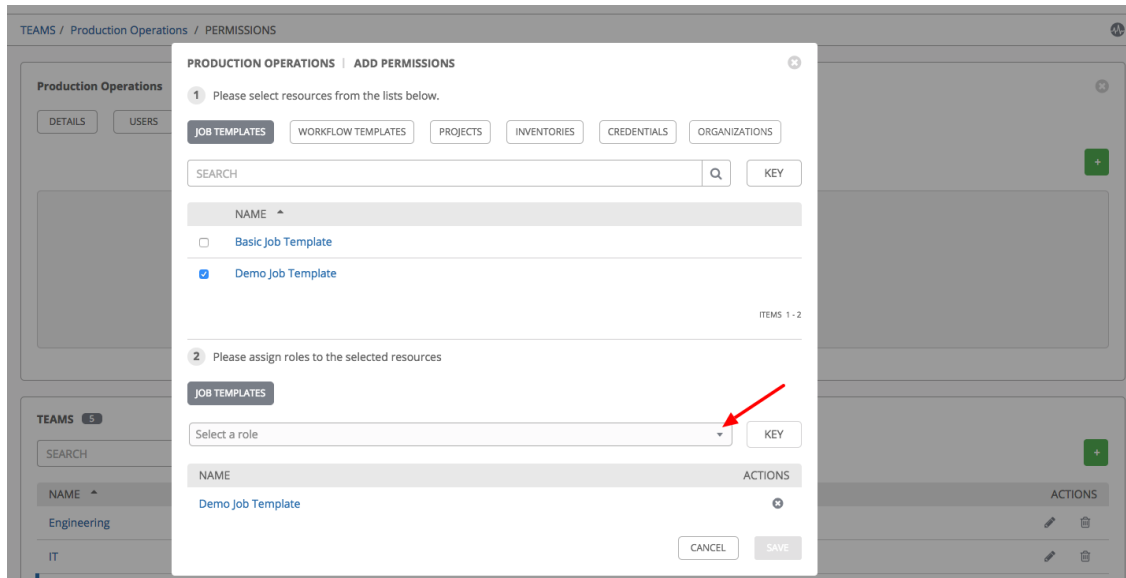 TEAMS / Production Operations / PERMISSIONS
Production Operations
DETAILS USERS
PRODUCTION OPERATIONS | ADD PERMISSIONS
1 Please select resources from the lists below.
JOB TEMPLATES WORKFLOW TEMPLATES PROJECTS INVENTORIES CREDENTIALS ORGANIZATIONS
SEARCH KEY
NAME
Basic Job Template
Demo Job Template
ITEMS 1 - 2
2 Please assign roles to the selected resources
JOB TEMPLATES
Select a role KEY
NAME ACTIONS
Demo Job Template
CANCEL SAVE
TEAMS 5
SEARCH
NAME ACTIONS
Engineering
IT